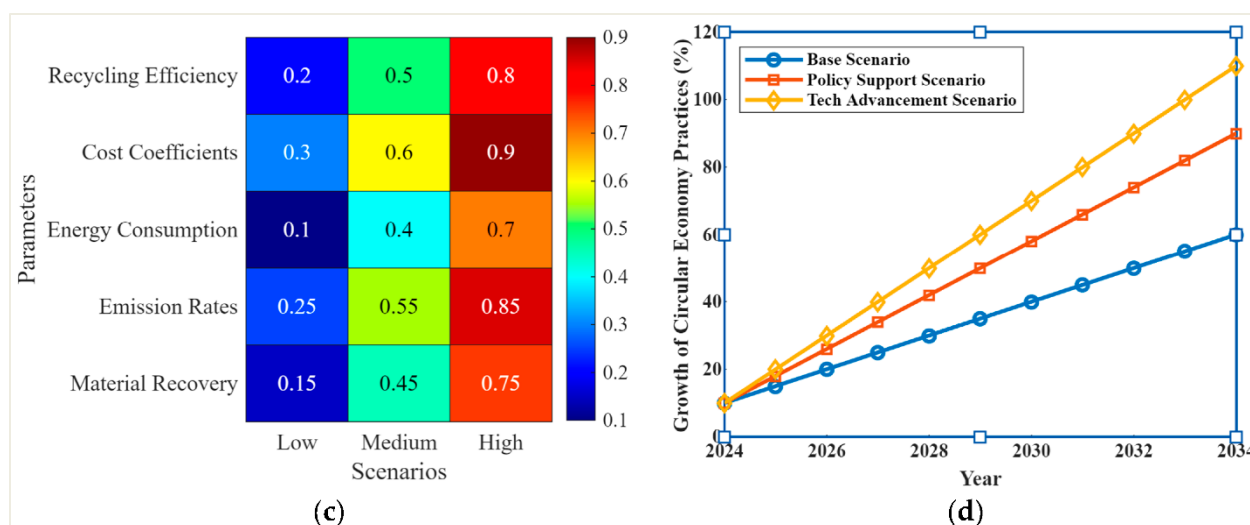 Parameters
Recycling Efficiency 0.2 0.5 0.8
Cost Coefficients 0.3 0.6 0.9
Energy Consumption 0.1 0.4 0.7
Emission Rates 0.25 0.55 0.85
Material Recovery 0.15 0.45 0.75
Low Medium High
Scenarios
0.9
0.8
0.7
0.6
0.5
0.4
0.3
0.2
0.1
(c)
Growth of Circular Economy Practices (%)
120
100
80
60
40
20
0
Base Scenario
Policy Support Scenario
Tech Advancement Scenario
2024 2026 2028 2030 2032 2034
Year
(d)